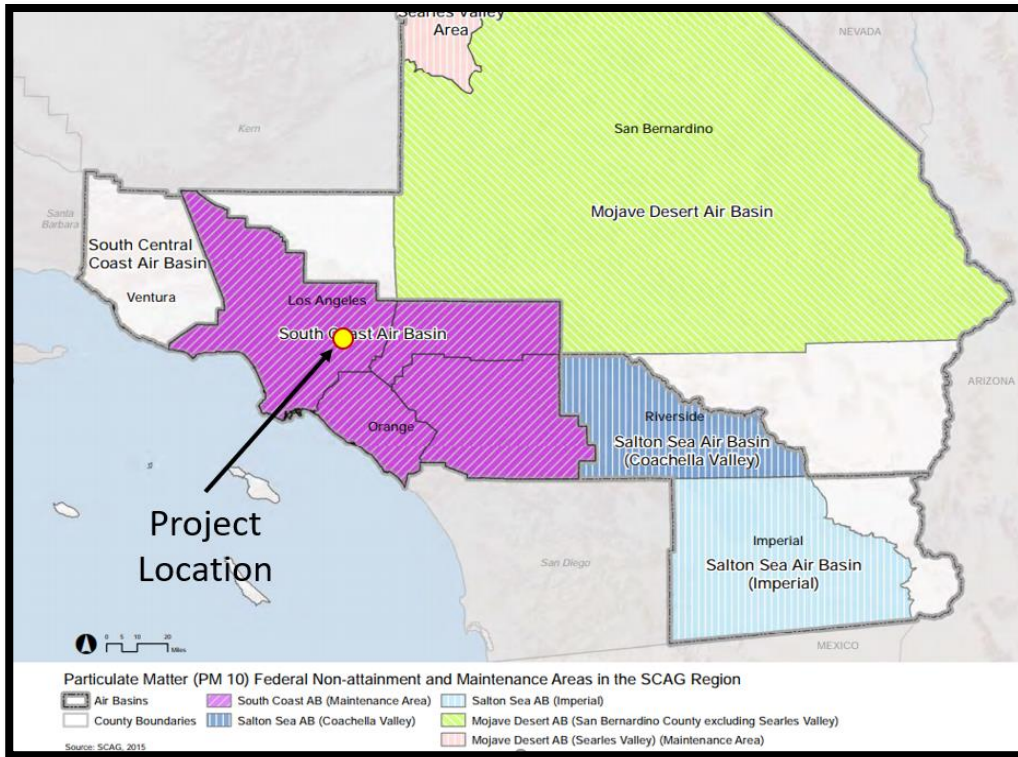 Searles Valley
Area
NEVADA
Kern
San Bernardino
Mojave Desert Air Basin
Santa
Barbara
South Central
Coast Air Basin
Ventura
Los Angeles
South Coast Air Basin
ARIZONA
Riverside
Orange
Salton Sea Air Basin
(Coachella Valley)
Project
Location
Imperial
San Diego
Salton Sea Air Basin
(Imperial)
MEXICO
0 5 10 20
Miles
Particulate Matter (PM 10) Federal Non-attainment and Maintenance Areas in the SCAG Region
Air Basins
South Coast AB (Maintenance Area)
Salton Sea AB (Imperial)
County Boundaries
Salton Sea AB (Coachella Valley)
Mojave Desert AB (San Bernardino County excluding Searles Valley)
Mojave Desert AB (Searles Valley) (Maintenance Area)
Source: SCAG, 2015